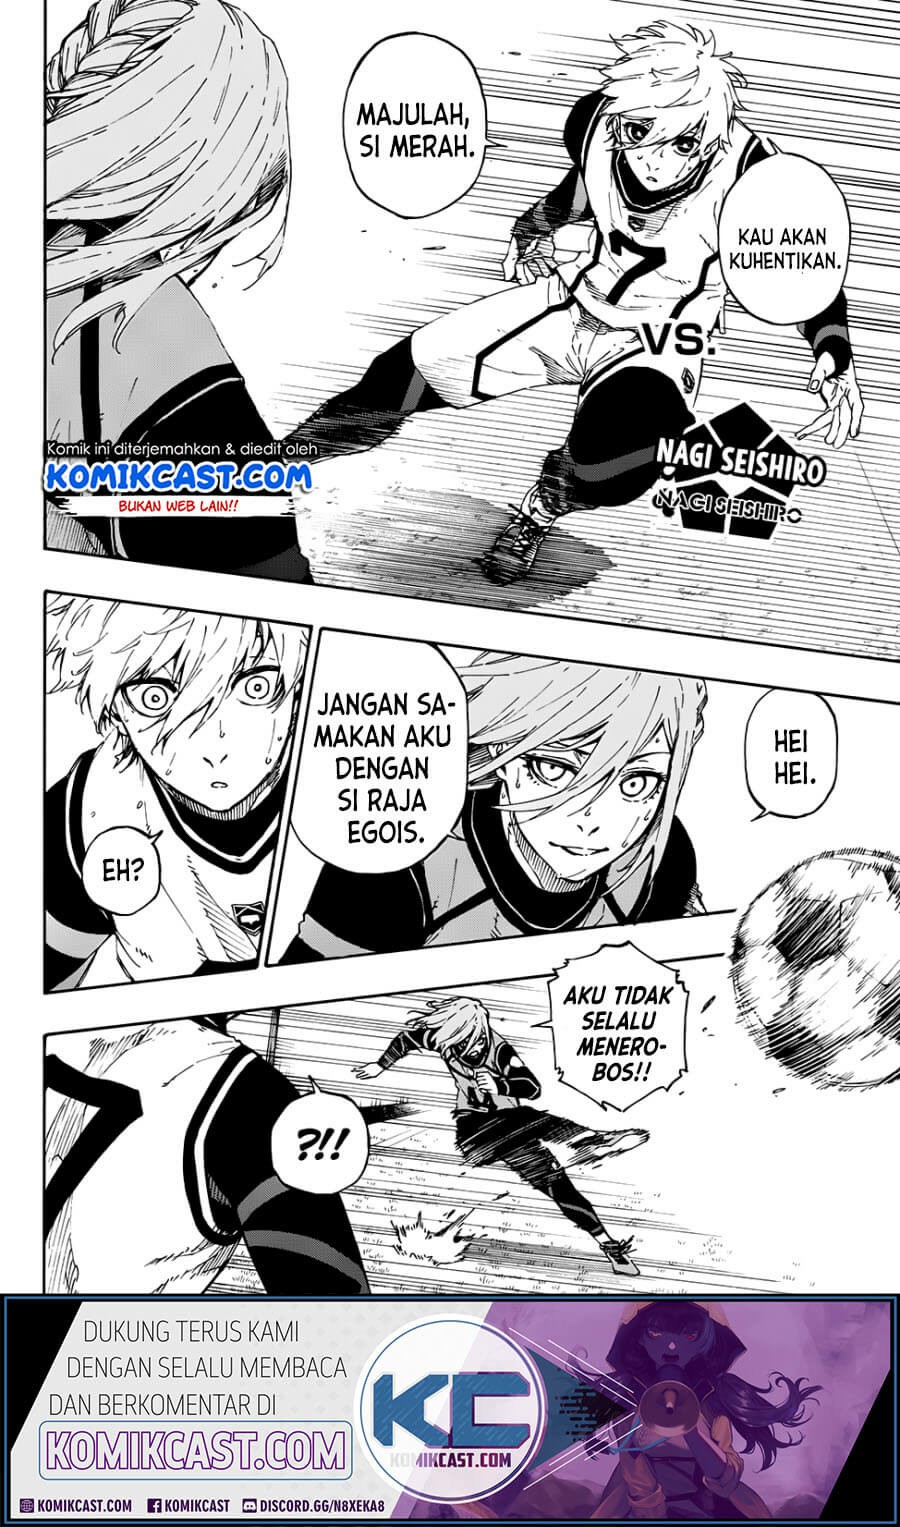 MAJULAH,
SI MERAH.
KAU AKAN
KUHENTIKAN.
7
VS.
NAGI SEISHIRO
NAGI SEISHIRO
Komik ini diterjemahkan & diedit oleh
KOMIKCAST.COM
BUKAN WEB LAIN!!
HEI
HEI.
JANGAN SA-
MAKAN AKU
DENGAN
SI RAJA
EGOIS.
EH?
AKU TIDAK
SELALU
MENERO-
BOS!!
?!!
DUKUNG TERUS KAMI
DENGAN SELALU MEMBACA
DAN BERKOMENTAR DI
KOMIKCAST.COM
KC
KOMIKCAST.COM
KOMIKCAST.COM
KOMIKCAST
DISCORD.GG/N8XEKA8